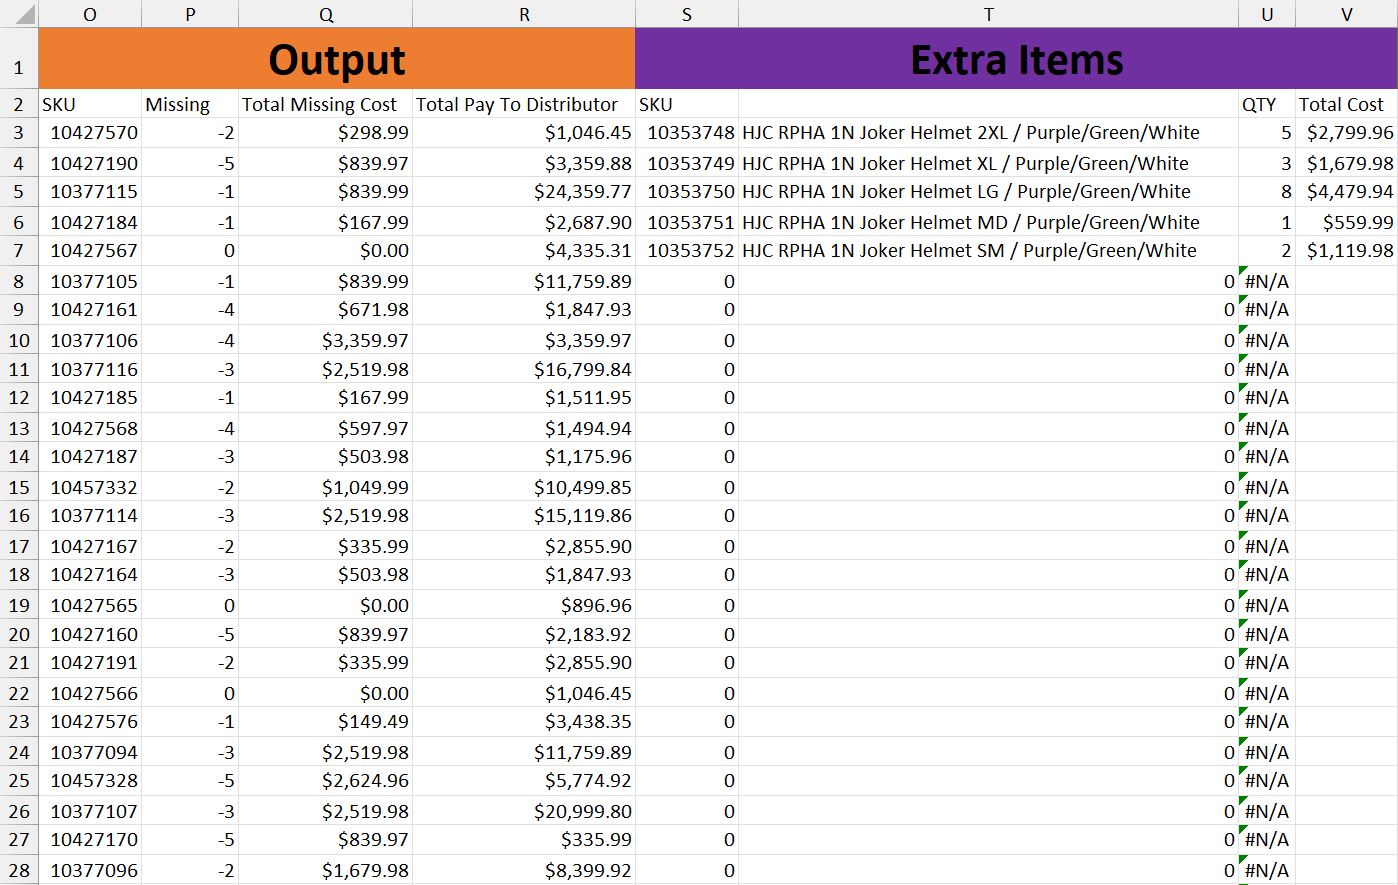 O P Q R S T U V
1 Output Extra Items
2 SKU Missing Total Missing Cost Total Pay To Distributor SKU QTY Total Cost
3 10427570 -2 $298.99 $1,046.45 10353748 HJC RPHA 1N Joker Helmet 2XL / Purple/Green/White 5 $2,799.96
4 10427190 -5 $839.97 $3,359.88 10353749 HJC RPHA 1N Joker Helmet XL / Purple/Green/White 3 $1,679.98
5 10377115 -1 $839.99 $24,359.77 10353750 HJC RPHA 1N Joker Helmet LG / Purple/Green/White 8 $4,479.94
6 10427184 -1 $167.99 $2,687.90 10353751 HJC RPHA 1N Joker Helmet MD / Purple/Green/White 1 $559.99
7 10427567 0 $0.00 $4,335.31 10353752 HJC RPHA 1N Joker Helmet SM / Purple/Green/White 2 $1,119.98
8 10377105 -1 $839.99 $11,759.89 0 0 #N/A
9 10427161 -4 $671.98 $1,847.93 0 0 #N/A
10 10377106 -4 $3,359.97 $3,359.97 0 0 #N/A
11 10377116 -3 $2,519.98 $16,799.84 0 0 #N/A
12 10427185 -1 $167.99 $1,511.95 0 0 #N/A
13 10427568 -4 $597.97 $1,494.94 0 0 #N/A
14 10427187 -3 $503.98 $1,175.96 0 0 #N/A
15 10457332 -2 $1,049.99 $10,499.85 0 0 #N/A
16 10377114 -3 $2,519.98 $15,119.86 0 0 #N/A
17 10427167 -2 $335.99 $2,855.90 0 0 #N/A
18 10427164 -3 $503.98 $1,847.93 0 0 #N/A
19 10427565 0 $0.00 $896.96 0 0 #N/A
20 10427160 -5 $839.97 $2,183.92 0 0 #N/A
21 10427191 -2 $335.99 $2,855.90 0 0 #N/A
22 10427566 0 $0.00 $1,046.45 0 0 #N/A
23 10427576 -1 $149.49 $3,438.35 0 0 #N/A
24 10377094 -3 $2,519.98 $11,759.89 0 0 #N/A
25 10457328 -5 $2,624.96 $5,774.92 0 0 #N/A
26 10377107 -3 $2,519.98 $20,999.80 0 0 #N/A
27 10427170 -5 $839.97 $335.99 0 0 #N/A
28 10377096 -2 $1,679.98 $8,399.92 0 0 #N/A